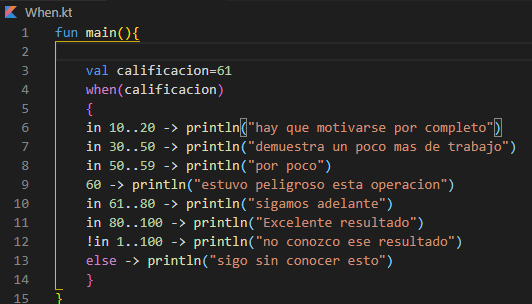 When.kt
1 fun main(){
2
3 val calificacion=61
4 when(calificacion)
5 {
6 in 10..20 -> println("hay que motivarse por completo")
7 in 30..50 -> println("demuestra un poco mas de trabajo")
8 in 50..59 -> println("por poco")
9 60 -> println("estuvo peligroso esta operacion")
10 in 61..80 -> println("sigamos adelante")
11 in 80..100 -> println("Excelente resultado")
12 !in 1..100 -> println("no conozco ese resultado")
13 else -> println("sigo sin conocer esto")
14 }
15 }